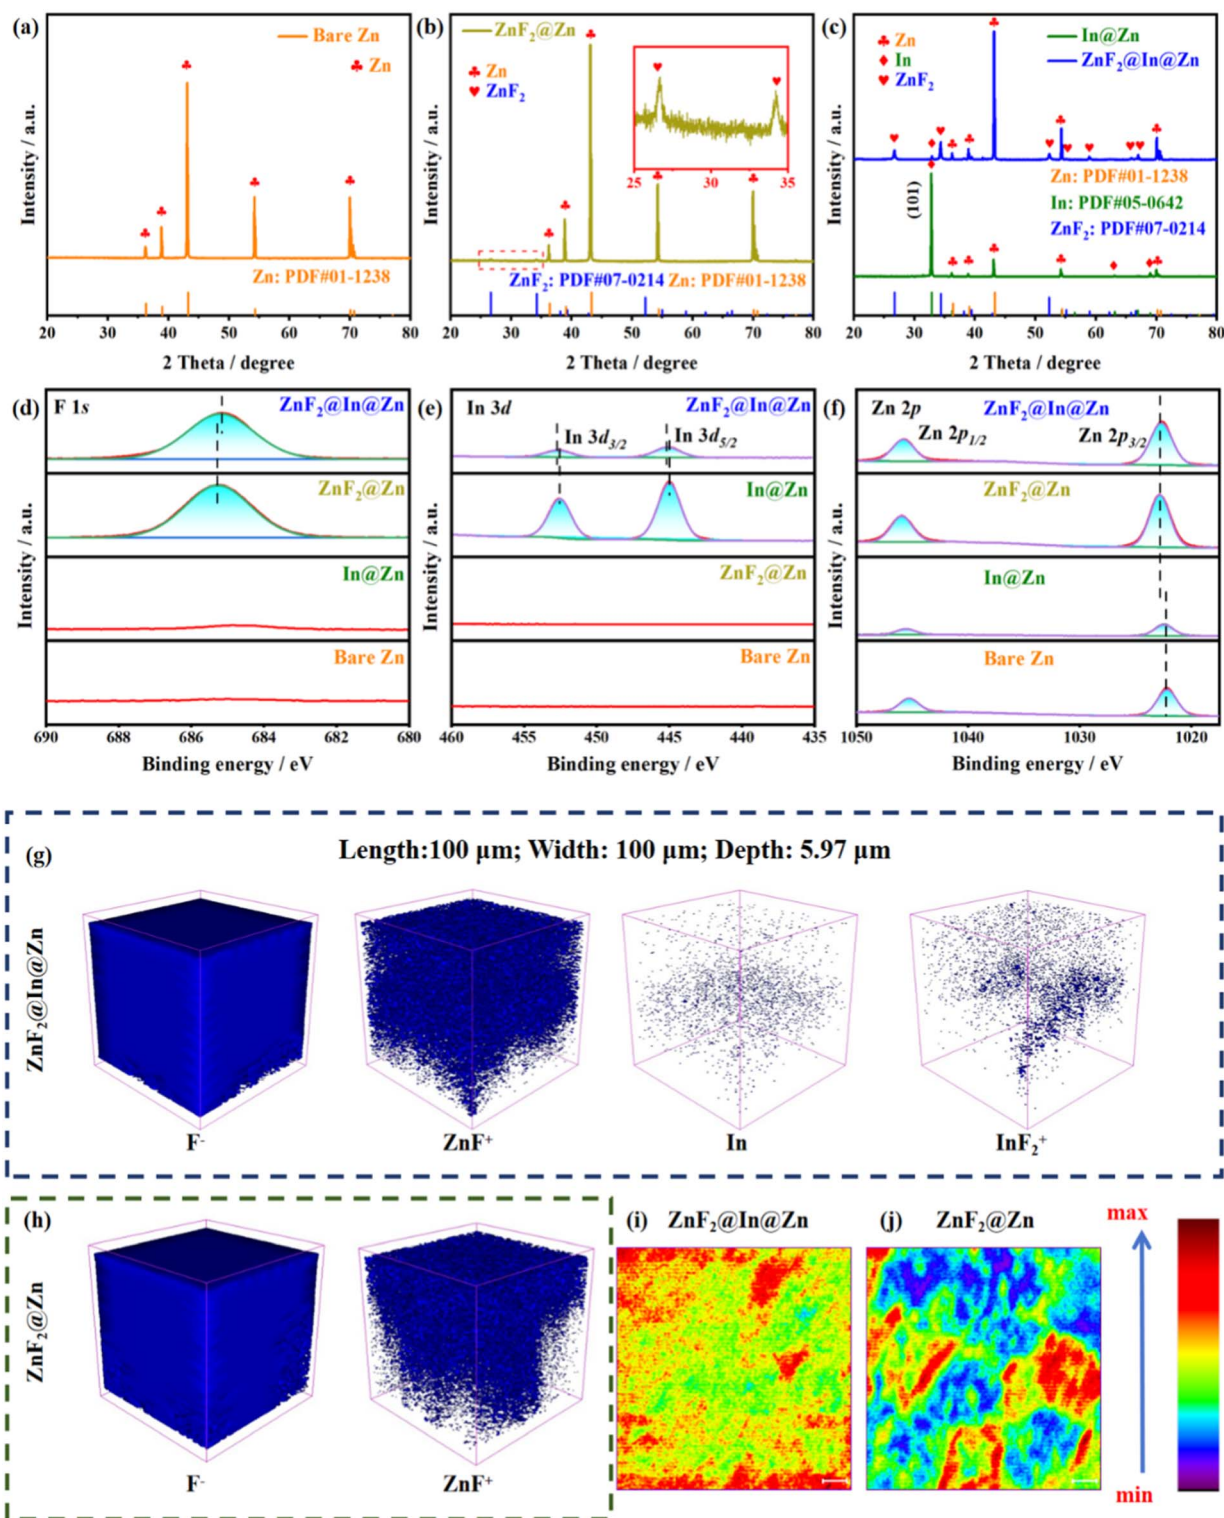 (a)
Bare Zn
♣ Zn
Zn: PDF#01-1238
Intensity / a.u.
20 30 40 50 60 70 80
2 Theta / degree
(b)
ZnF₂@Zn
♣ Zn
♥ ZnF₂
25 30 35
ZnF₂: PDF#07-0214 Zn: PDF#01-1238
Intensity / a.u.
20 30 40 50 60 70 80
2 Theta / degree
(c)
♣ Zn
♦ In
♥ ZnF₂
In@Zn
ZnF₂@In@Zn
Zn: PDF#01-1238
In: PDF#05-0642
ZnF₂: PDF#07-0214
(101)
Intensity / a.u.
20 30 40 50 60 70 80
2 Theta / degree
(d)
F 1s
ZnF₂@In@Zn
ZnF₂@Zn
In@Zn
Bare Zn
Intensity / a.u.
690 688 686 684 682 680
Binding energy / eV
(e)
In 3d
ZnF₂@In@Zn
In 3d₃/₂
In 3d₅/₂
In@Zn
ZnF₂@Zn
Bare Zn
Intensity / a.u.
460 455 450 445 440 435
Binding energy / eV
(f)
Zn 2p
ZnF₂@In@Zn
Zn 2p₁/₂
Zn 2p₃/₂
ZnF₂@Zn
In@Zn
Bare Zn
Intensity / a.u.
1050 1040 1030 1020
Binding energy / eV
(g)
Length:100 μm; Width: 100 μm; Depth: 5.97 μm
ZnF₂@In@Zn
F⁻
ZnF⁺
In
InF₂⁺
(h)
ZnF₂@Zn
F⁻
ZnF⁺
(i)
ZnF₂@In@Zn
(j)
ZnF₂@Zn
max
min